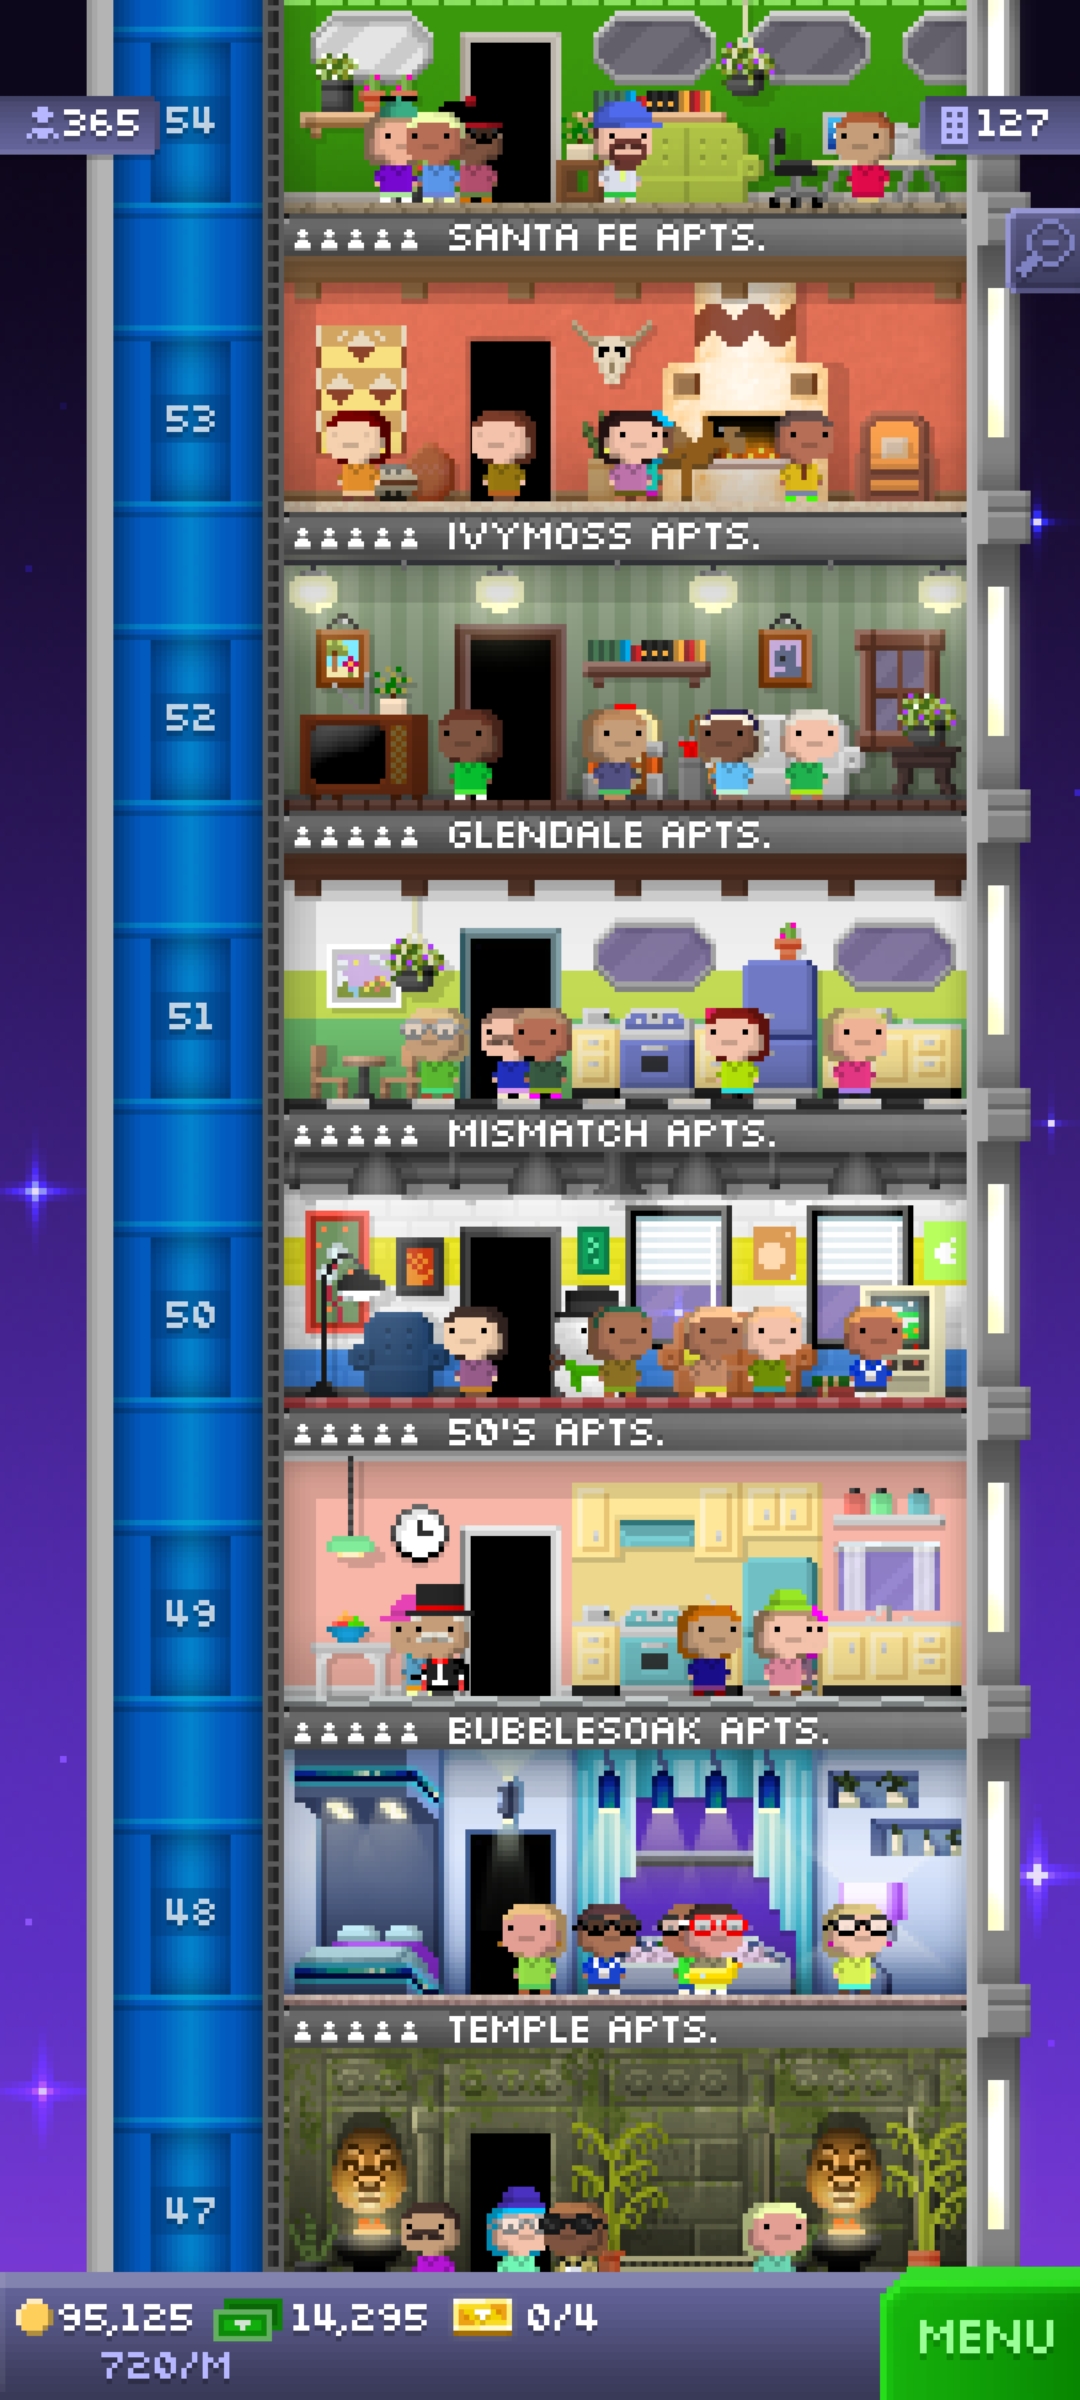 365
54
127
SANTA FE APTS.
53
IVYMOSS APTS.
52
GLENDALE APTS.
51
MISMATCH APTS.
50
50'S APTS.
49
BUBBLESOAK APTS.
48
TEMPLE APTS.
47
95,125 14,295 0/4
720/M
MENU